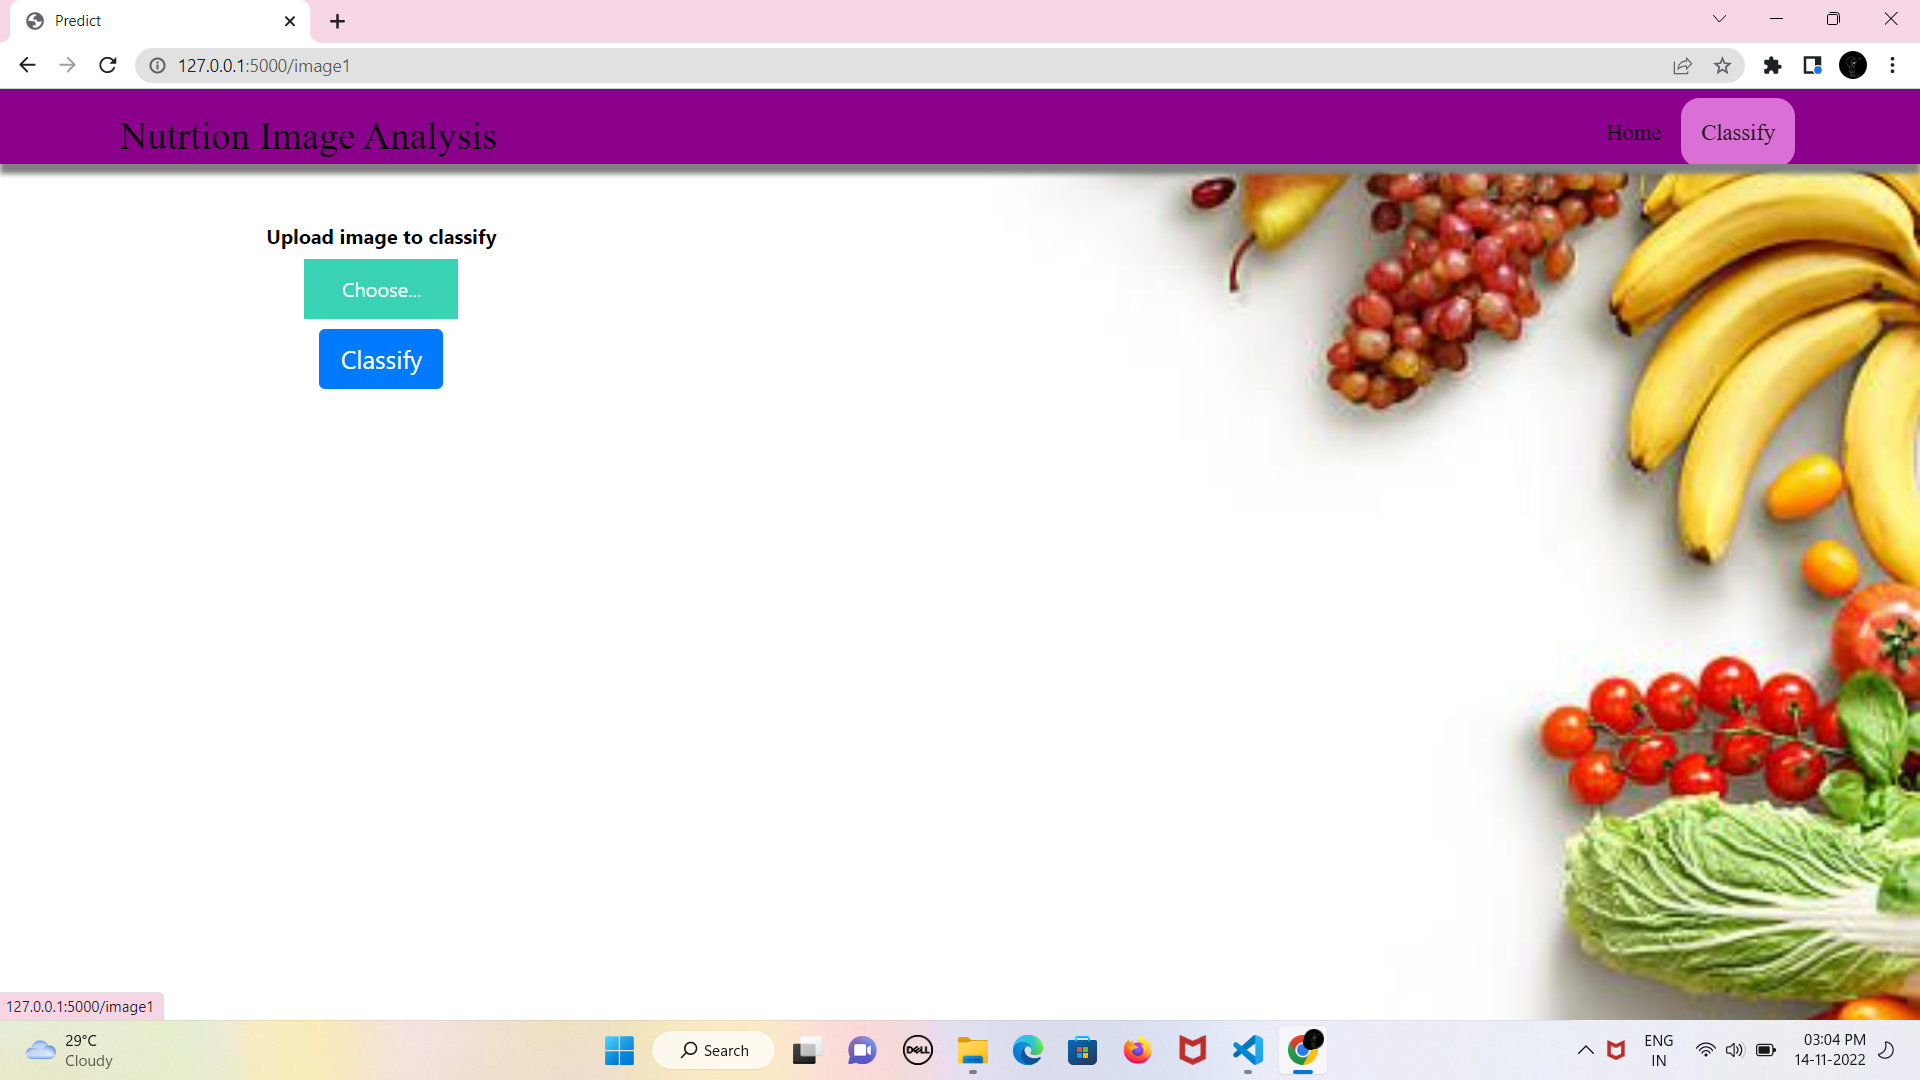 Predict
127.0.0.1:5000/image1
Nutrtion Image Analysis
Home
Classify
Upload image to classify
Choose...
Classify
127.0.0.1:5000/image1
29°C
Cloudy
Search
DELL
ENG
IN
03:04 PM
14-11-2022